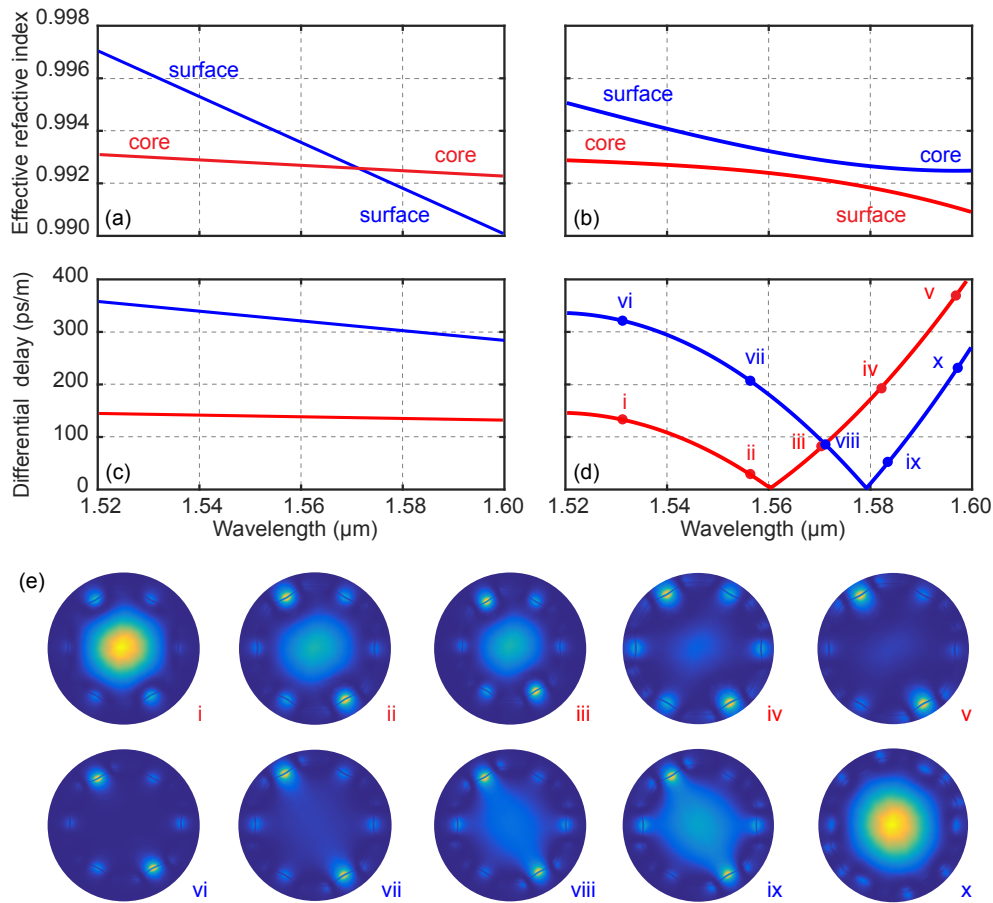 Effective refactive index
0.998
0.996
0.994
0.992
0.990
surface
core
core
surface
(a)
surface
core
core
surface
(b)
Differential delay (ps/m)
400
300
200
100
0
(c)
1.52
1.54
1.56
1.58
1.60
Wavelength (µm)
vi
vii
i
ii
iii
viii
iv
v
x
ix
(d)
1.52
1.54
1.56
1.58
1.60
Wavelength (µm)
(e)
i
ii
iii
iv
v
vi
vii
viii
ix
x